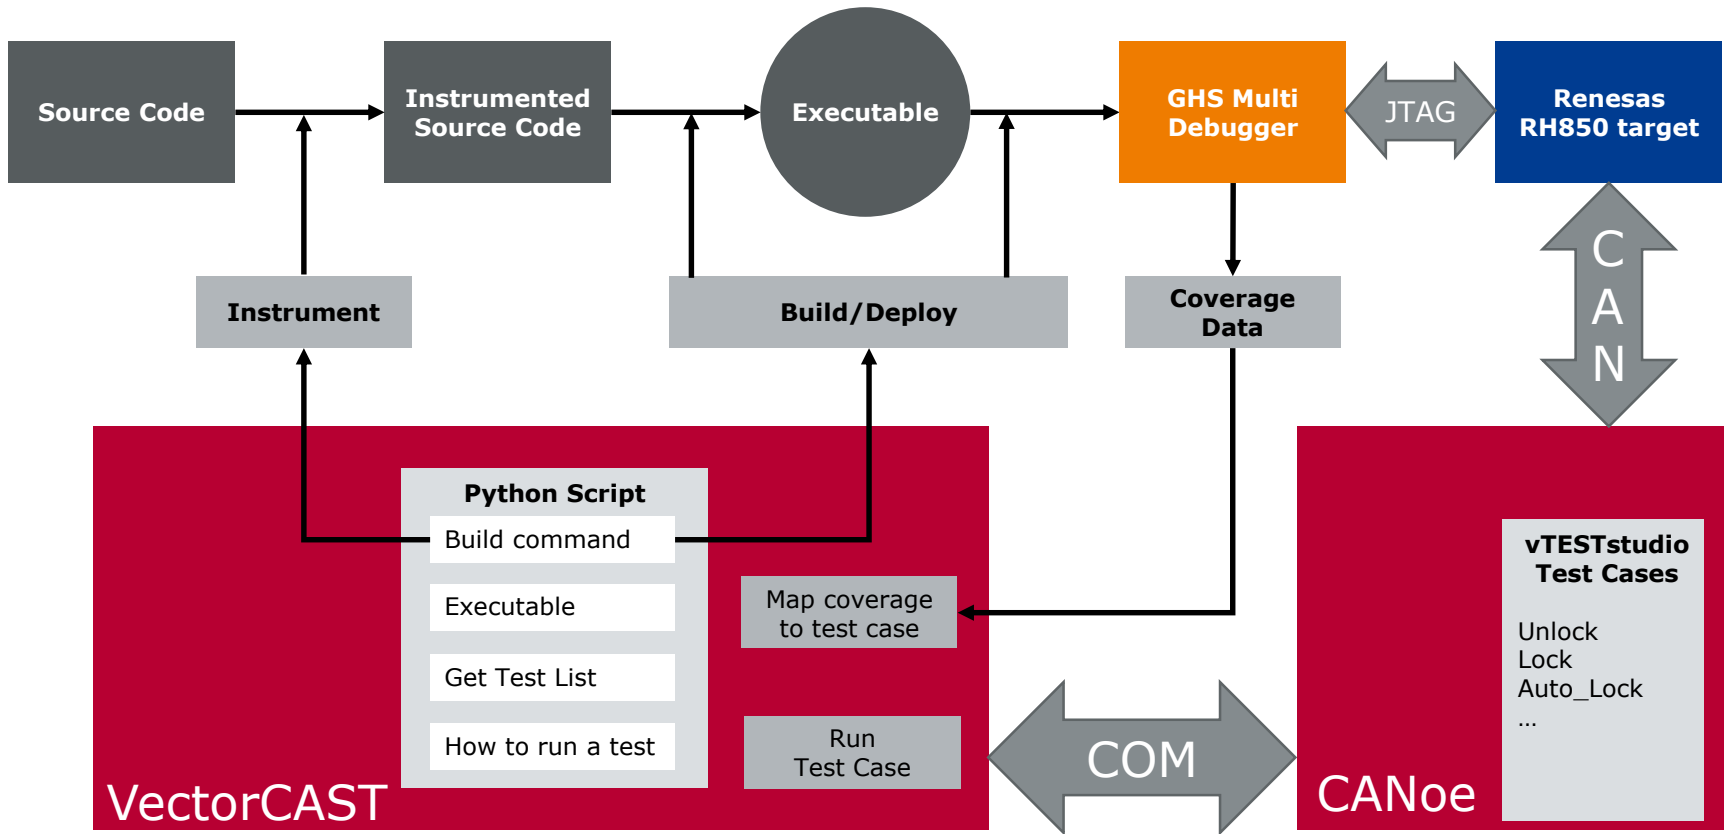 Source Code
Instrumented
Source Code
Executable
GHS Multi
Debugger
JTAG
Renesas
RH850 target
Instrument
Build/Deploy
Coverage
Data
C
A
N
Python Script
Build command
Executable
Get Test List
How to run a test
Map coverage
to test case
Run
Test Case
VectorCAST
COM
vTESTstudio
Test Cases
Unlock
Lock
Auto_Lock
...
CANoe